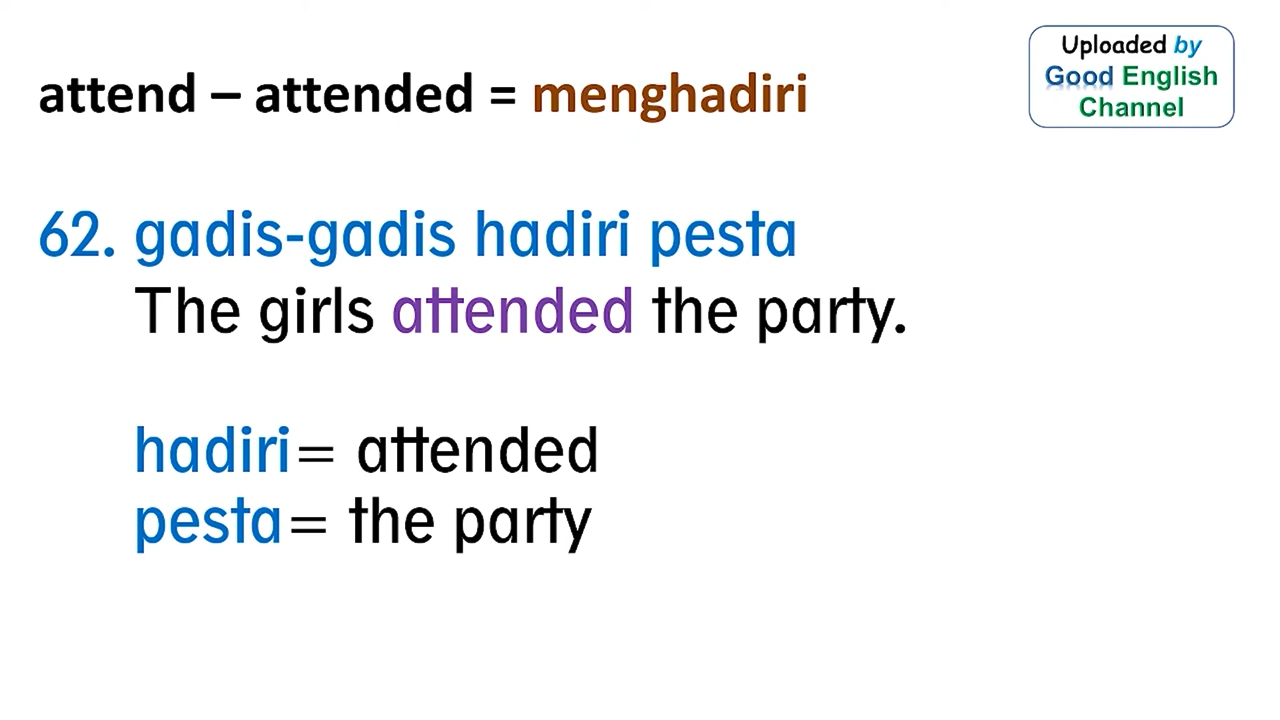 attend – attended = menghadiri
Uploaded by
Good English
Channel
62. gadis-gadis hadiri pesta
The girls attended the party.
hadiri= attended
pesta= the party